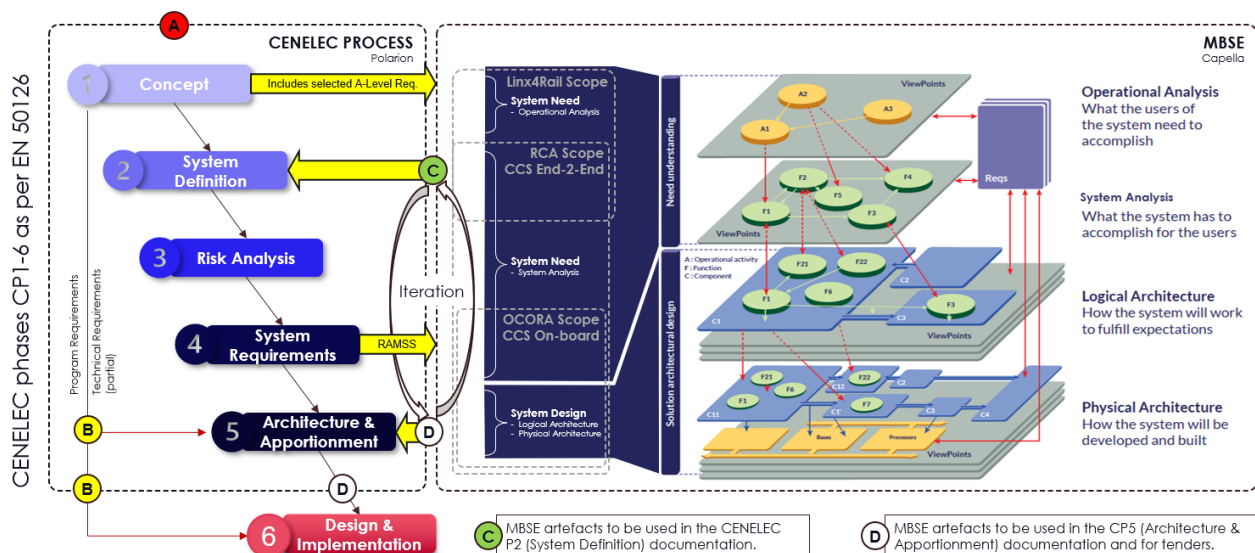 CENELEC phases CP1-6 as per EN 50126
A
CENELEC PROCESS
Polarion
1
Concept
Includes selected A-Level Req.
2
System
Definition
C
3
Risk Analysis
Iteration
4
System
Requirements
RAMSS
Program Requirements
Technical Requirements
(partial)
B
5
Architecture &
Apportionment
D
B
D
6
Design &
Implementation
MBSE
Capella
Linx4Rail Scope
System Need
- Operational Analysis
RCA Scope
CCS End-2-End
System Need
- System Analysis
OCORA Scope
CCS On-board
System Design
- Logical Architecture
- Physical Architecture
Need understanding
Solution architectural design
ViewPoints
A2
A3
A1
F2
F4
F5
F1
F3
ViewPoints
Reqs
A : Operational activity
F : Function
C : Component
F21
F22
C2
F1
F6
F3
C1
C3
ViewPoints
F21
F22
C12
C2
F1
F6
F7
C11
C1'
C3
C4
Buses
Processors
ViewPoints
Operational Analysis
What the users of
the system need to
accomplish
System Analysis
What the system has to
accomplish for the users
Logical Architecture
How the system will work
to fulfill expectations
Physical Architecture
How the system will be
developed and built
C
MBSE artefacts to be used in the CENELEC
P2 (System Definition) documentation.
D
MBSE artefacts to be used in the CP5 (Architecture &
Apportionment) documentation and for tenders.